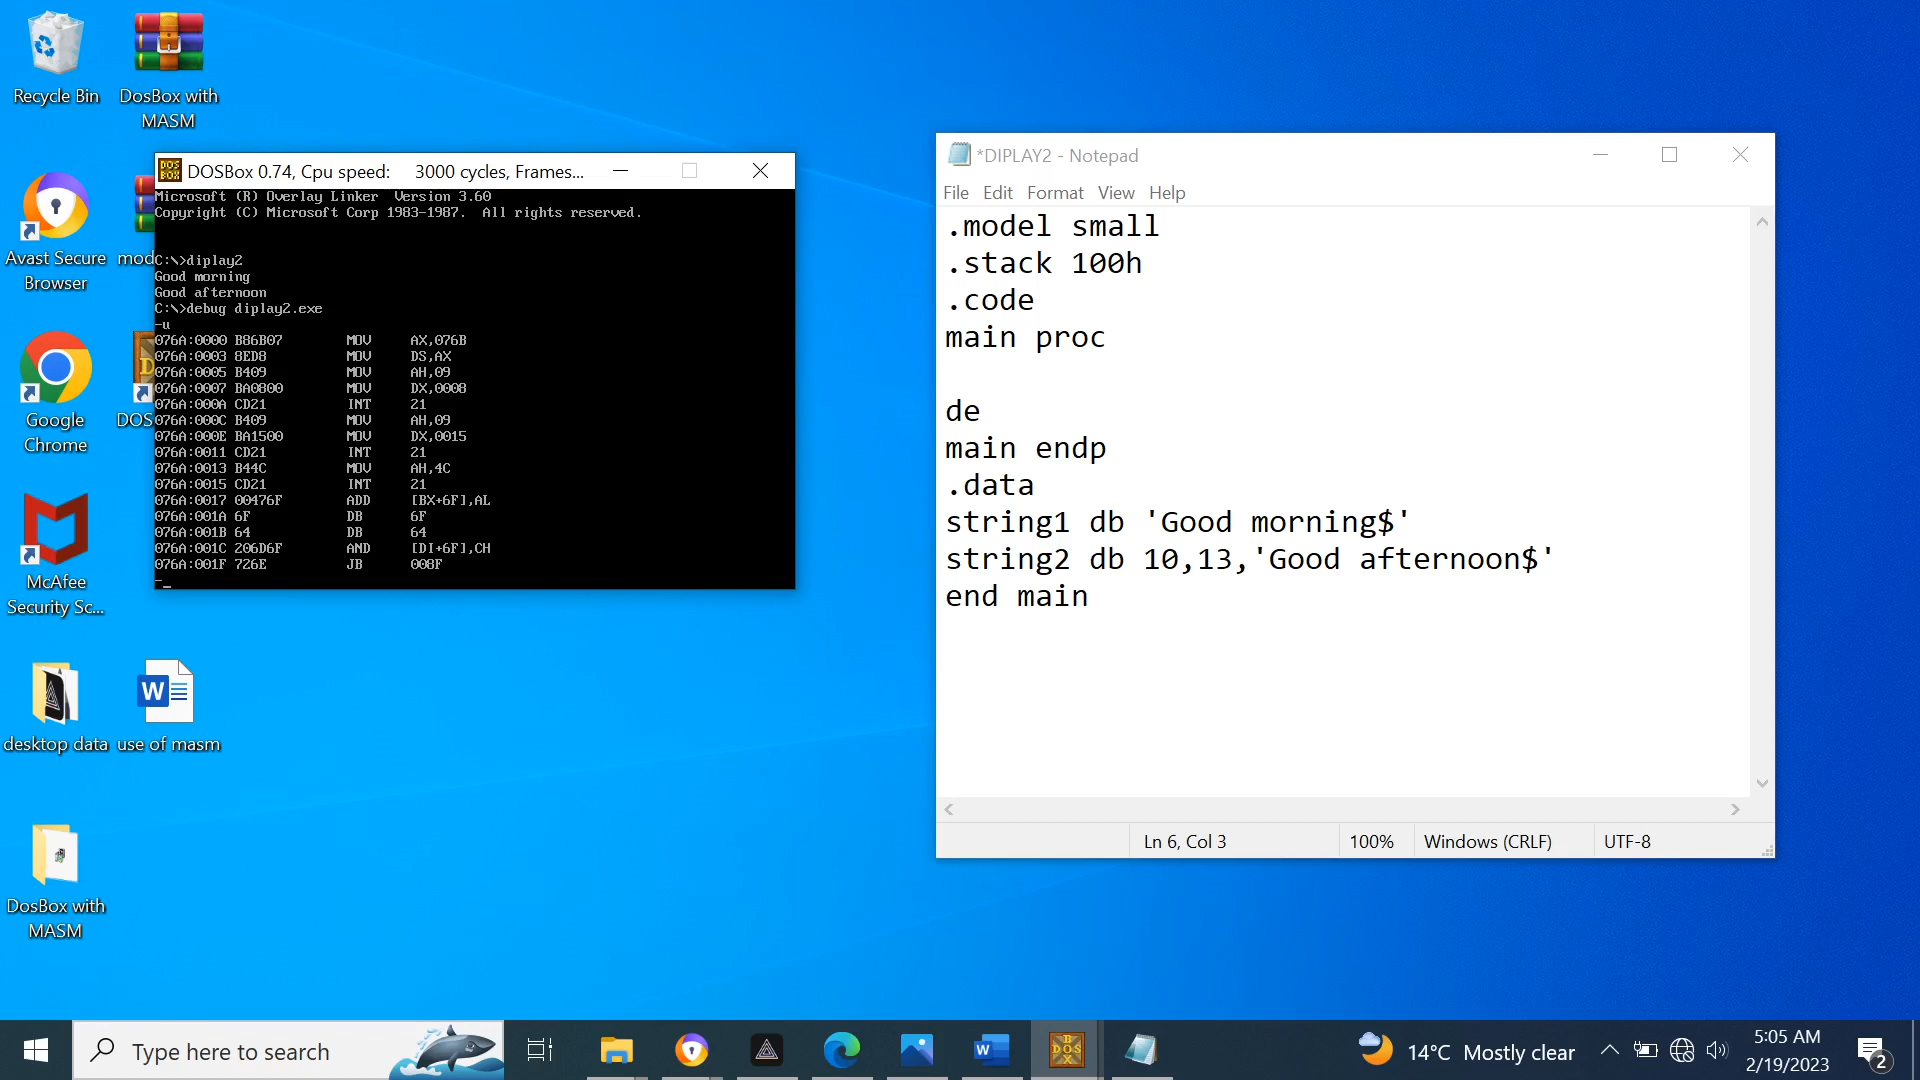 Recycle Bin
DosBox with
MASM
Avast Secure
Browser
mod
Google
Chrome
DOS
McAfee
Security Sc...
desktop data
use of masm
DosBox with
MASM
DOSBox 0.74, Cpu speed: 3000 cycles, Frames...
Microsoft (R) Overlay Linker Version 3.60
Copyright (C) Microsoft Corp 1983-1987. All rights reserved.
C:\>diplay2
Good morning
Good afternoon
C:\>debug diplay2.exe
-u
076A:0000 B86B07 MOV AX,076B
076A:0003 8ED8 MOV DS,AX
076A:0005 B409 MOV AH,09
076A:0007 BA0800 MOV DX,0008
076A:000A CD21 INT 21
076A:000C B409 MOV AH,09
076A:000E BA1500 MOV DX,0015
076A:0011 CD21 INT 21
076A:0013 B44C MOV AH,4C
076A:0015 CD21 INT 21
076A:0017 00476F ADD [BX+6F],AL
076A:001A 6F DB 6F
076A:001B 64 DB 64
076A:001C 206D6F AND [DI+6F],CH
076A:001F 726E JB 008F
-_
*DIPLAY2 - Notepad
File Edit Format View Help
.model small
.stack 100h
.code
main proc
de
main endp
.data
string1 db 'Good morning$'
string2 db 10,13,'Good afternoon$'
end main
Ln 6, Col 3 100% Windows (CRLF) UTF-8
Type here to search
14°C Mostly clear
5:05 AM
2/19/2023
2